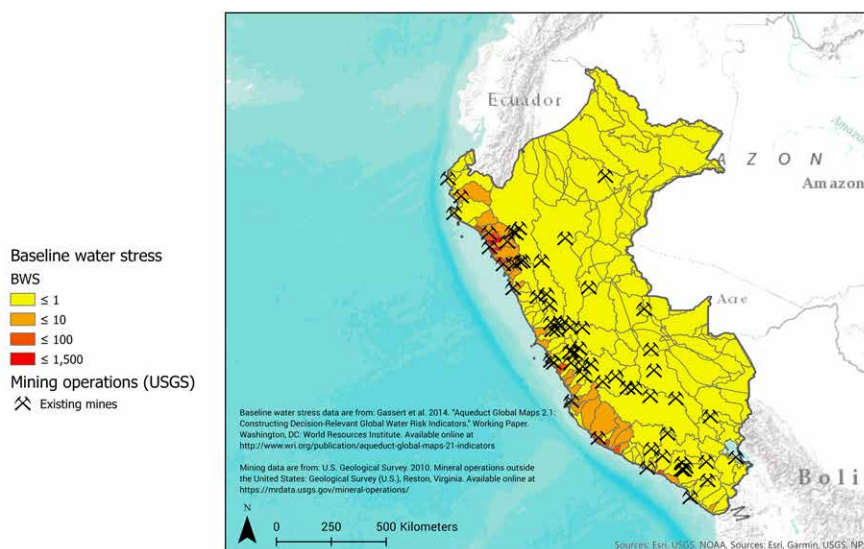 Ecuador
A Z O N
Amazon
Amazon
Acre
Boli
Baseline water stress
BWS
≤ 1
≤ 10
≤ 100
≤ 1,500
Mining operations (USGS)
Existing mines
Baseline water stress data are from: Gassert et al. 2014. "Aqueduct Global Maps 2.1:
Constructing Decision-Relevant Global Water Risk Indicators." Working Paper.
Washington, DC: World Resources Institute. Available online at
http://www.wri.org/publication/aqueduct-global-maps-21-indicators
Mining data are from: U.S. Geological Survey. 2010. Mineral operations outside
the United States: Geological Survey (U.S.), Reston, Virginia. Available online at
https://mrdata.usgs.gov/mineral-operations/
N
0 250 500 Kilometers
M
Sources: Esri, USGS, NOAA, Sources: Esri, Garmin, USGS, NP